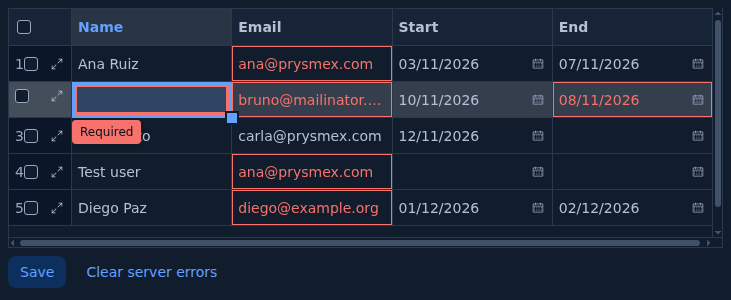 Name Email Start End
1 Ana Ruiz ana@prysmex.com 03/11/2026 07/11/2026
bruno@mailinator.... 10/11/2026 08/11/2026
Required
3 o carla@prysmex.com 12/11/2026
4 Test user ana@prysmex.com
5 Diego Paz diego@example.org 01/12/2026 02/12/2026
Save Clear server errors